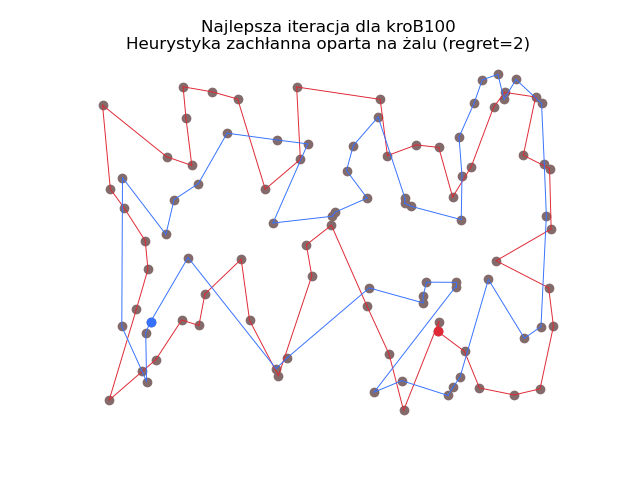 Najlepsza iteracja dla kroB100
Heurystyka zachłanna oparta na żalu (regret=2)